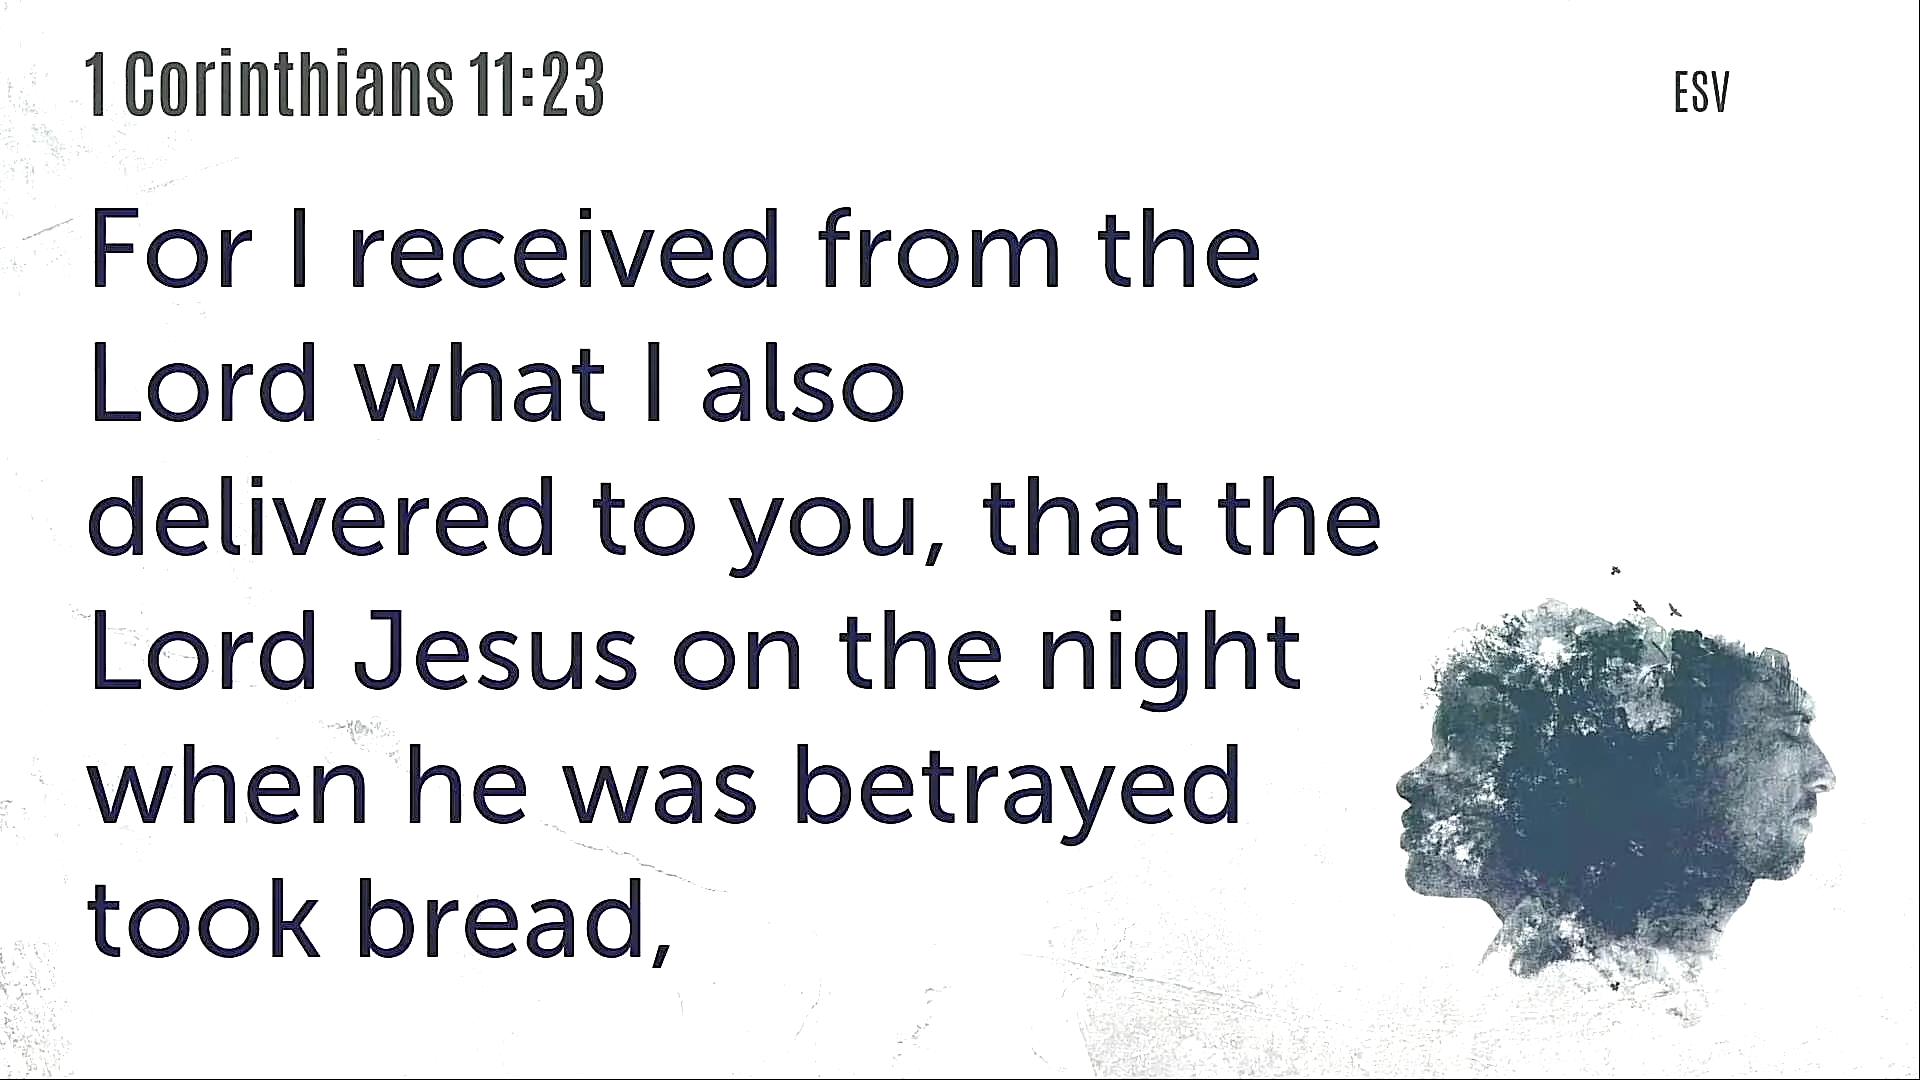 1 Corinthians 11:23
ESV
For I received from the
Lord what I also
delivered to you, that the
Lord Jesus on the night
when he was betrayed
took bread,